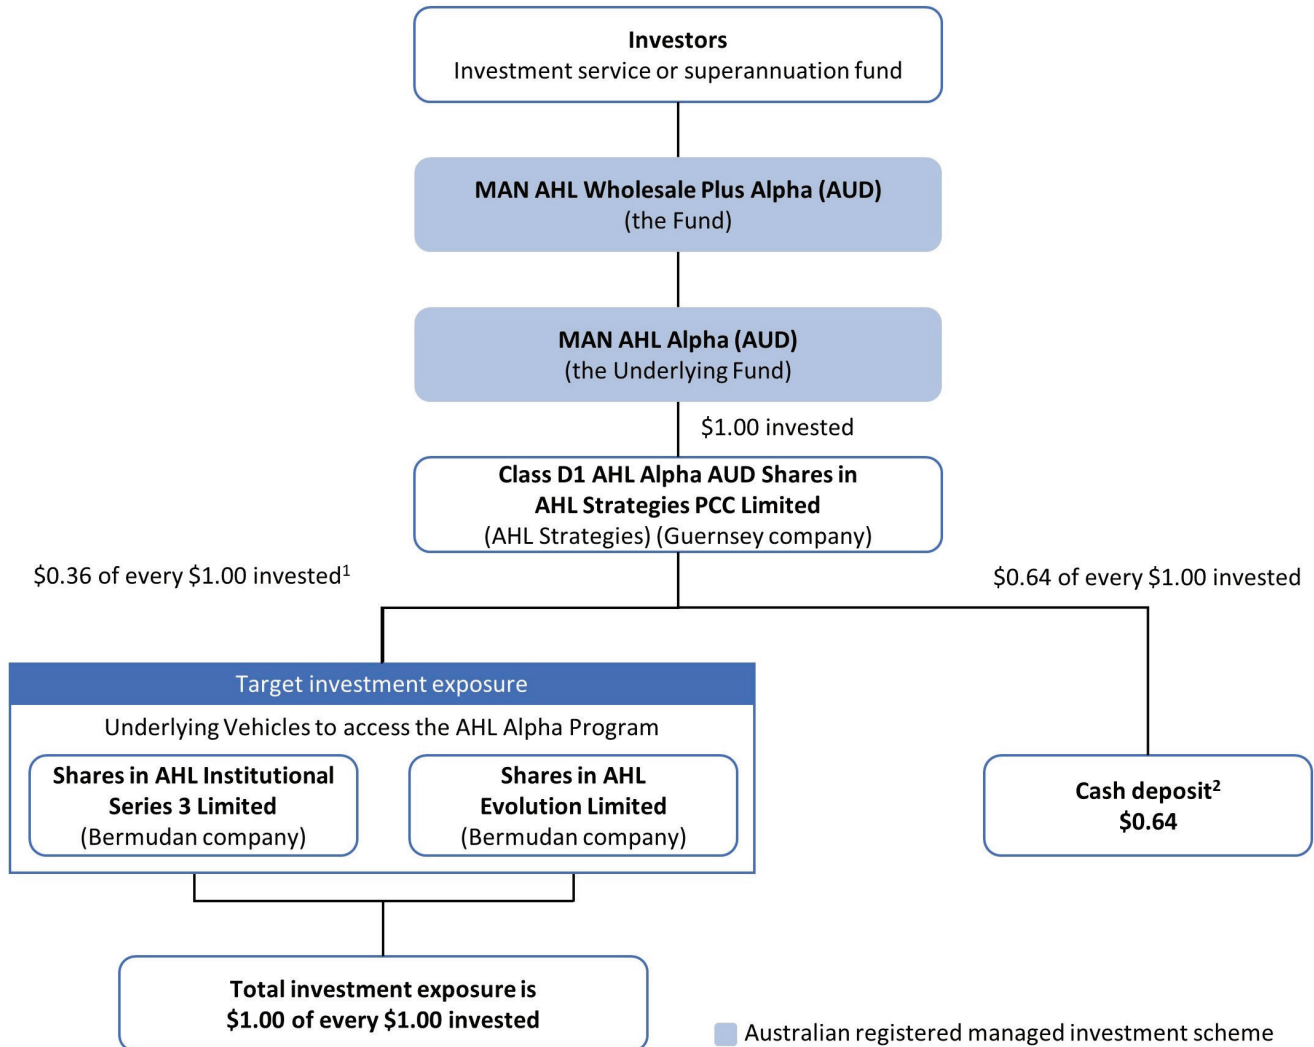 Investors
Investment service or superannuation fund
MAN AHL Wholesale Plus Alpha (AUD)
(the Fund)
MAN AHL Alpha (AUD)
(the Underlying Fund)
$1.00 invested
Class D1 AHL Alpha AUD Shares in
AHL Strategies PCC Limited
(AHL Strategies) (Guernsey company)
$0.36 of every $1.00 invested¹
$0.64 of every $1.00 invested
Target investment exposure
Underlying Vehicles to access the AHL Alpha Program
Shares in AHL Institutional
Series 3 Limited
(Bermudan company)
Shares in AHL
Evolution Limited
(Bermudan company)
Cash deposit²
$0.64
Total investment exposure is
$1.00 of every $1.00 invested
Australian registered managed investment scheme